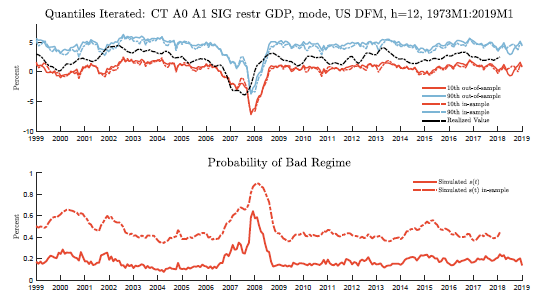 Quantiles Iterated: CT A0 A1 SIG restr GDP, mode, US DFM, h=12, 1973M1:2019M1
Percent
5
0
-5
-10
10th out-of-sample
90th out-of-sample
10th in-sample
90th in-sample
Realized Value
1999 2000 2001 2002 2003 2004 2005 2006 2007 2008 2009 2010 2011 2012 2013 2014 2015 2016 2017 2018 2019
Probability of Bad Regime
Percent
1
0.8
0.6
0.4
0.2
0
Simulated s(t)
Simulated s(t) in-sample
1999 2000 2001 2002 2003 2004 2005 2006 2007 2008 2009 2010 2011 2012 2013 2014 2015 2016 2017 2018 2019